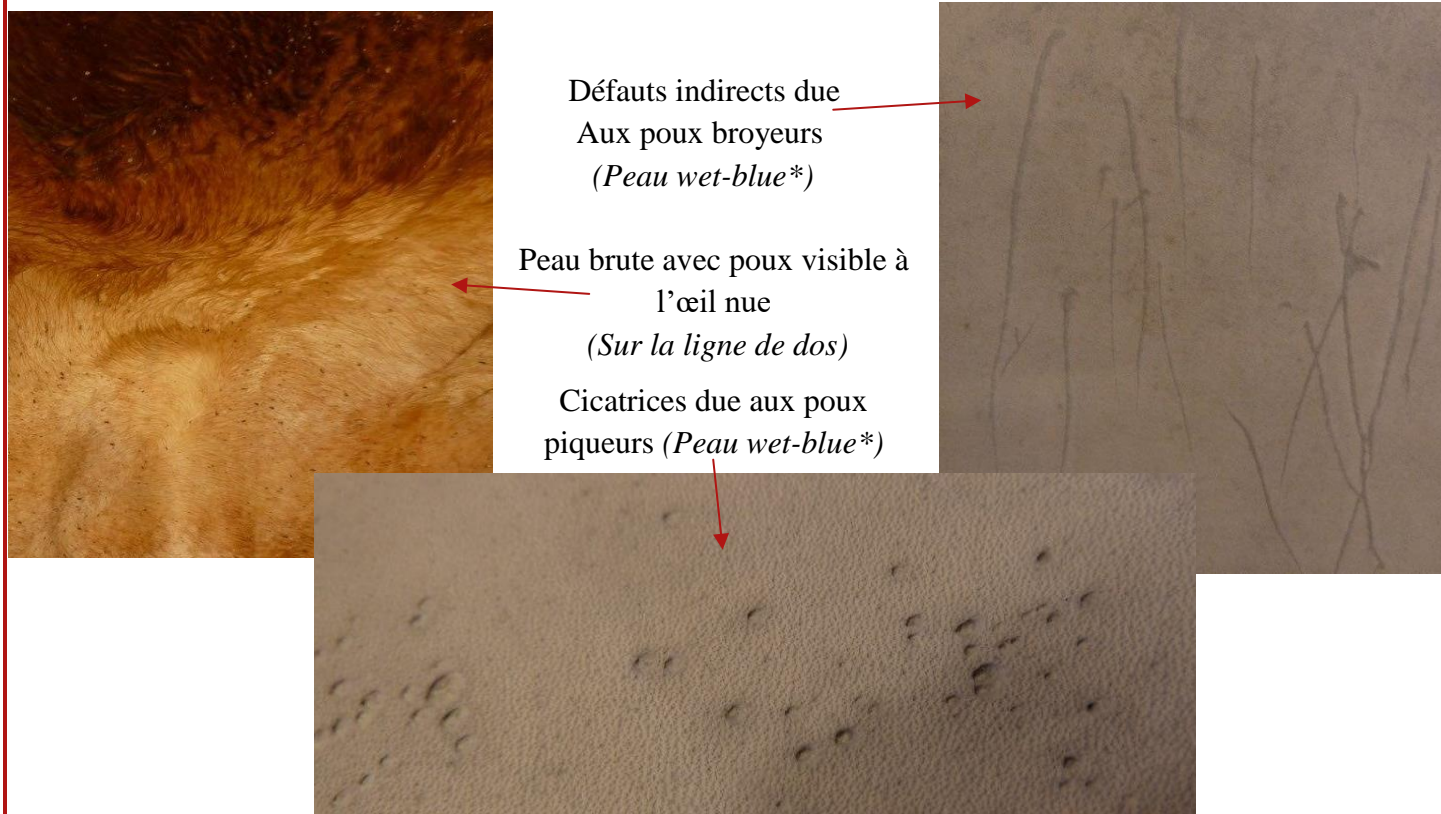 Défauts indirects due
Aux poux broyeurs
(Peau wet-blue*)
Peau brute avec poux visible à
l’œil nue
(Sur la ligne de dos)
Cicatrices due aux poux
piqueurs (Peau wet-blue*)